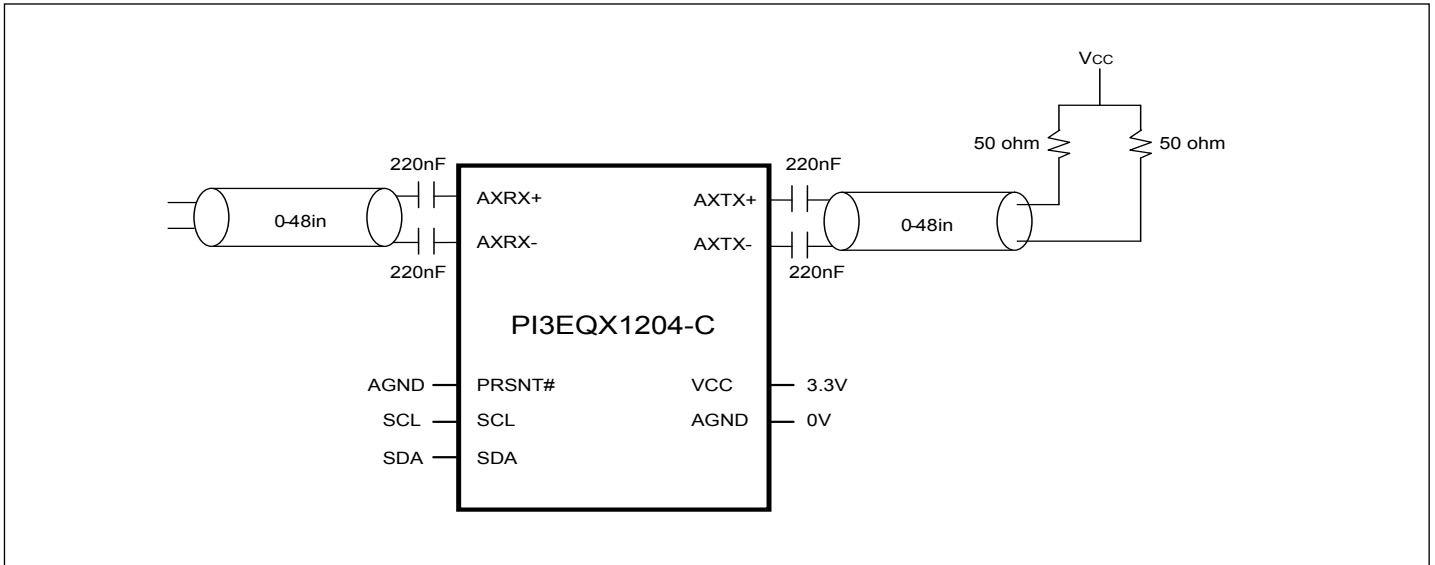 Vcc
50 ohm
50 ohm
220nF
220nF
AXRX+
AXTX+
0-48in
0-48in
AXRX-
AXTX-
220nF
220nF
PI3EQX1204-C
AGND
PRSNT#
VCC
3.3V
SCL
SCL
AGND
0V
SDA
SDA